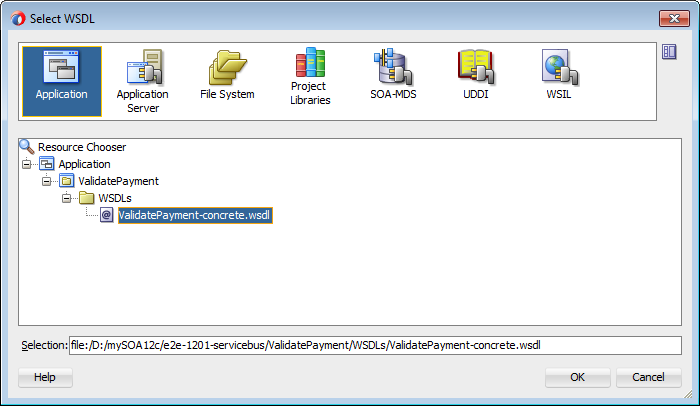 Select WSDL
Application
Application
Server
File System
Project
Libraries
SOA-MDS
UDDI
WSIL
Resource Chooser
Application
ValidatePayment
WSDLs
@ ValidatePayment-concrete.wsdl
Selection: file:/D:/mySOA12c/e2e-1201-servicebus/ValidatePayment/WSDLs/ValidatePayment-concrete.wsdl
Help
OK
Cancel